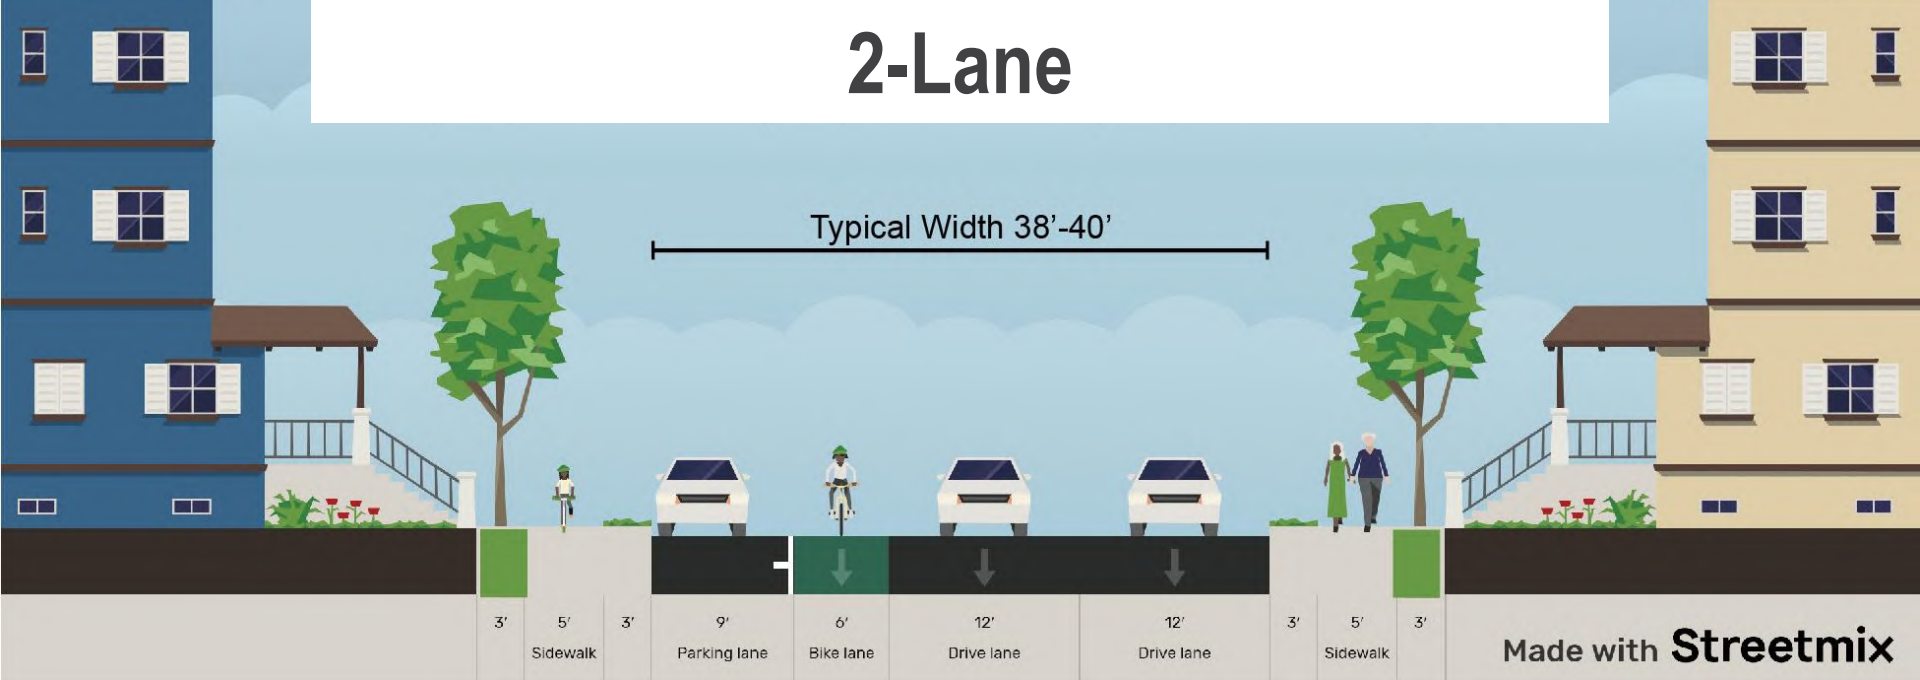 2-Lane
Typical Width 38’-40’
3′ 5′ 3′ 9′ 6′ 12′ 12′ 3′ 5′ 3′
Sidewalk Parking lane Bike lane Drive lane Drive lane Sidewalk
Made with Streetmix